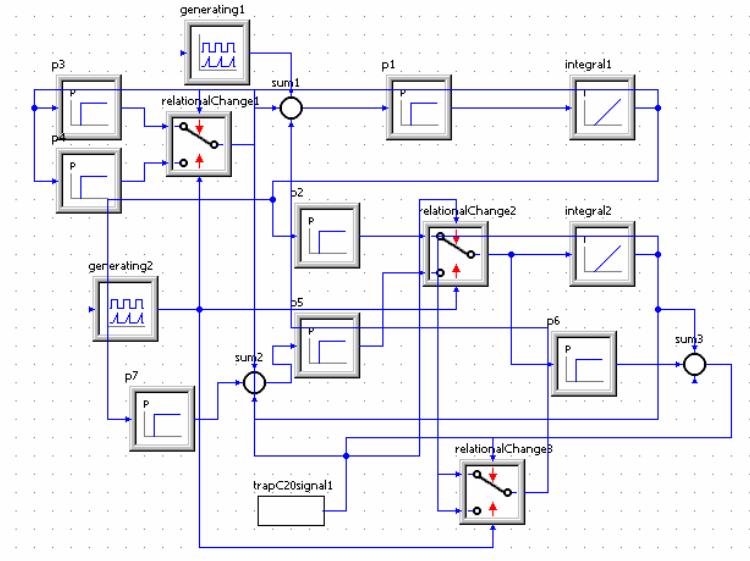 generating1
p3
sum1
p1
integral1
P
P
relationalChange1
I
p4
P
p2
relationalChange2
integral2
P
I
generating2
p5
p6
P
sum3
sum2
P
p7
P
relationalChange3
trapC20signal1